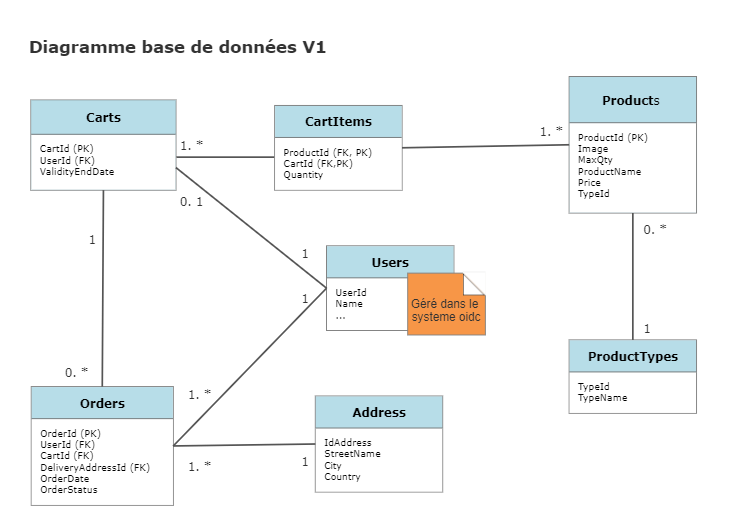 Diagramme base de données V1
Carts
CartId (PK)
UserId (FK)
ValidityEndDate
1. *
CartItems
ProductId (FK, PK)
CartId (FK,PK)
Quantity
1. *
Products
ProductId (PK)
Image
MaxQty
ProductName
Price
TypeId
0. 1
1
0. *
1
Users
UserId
Name
...
Géré dans le
systeme oidc
1
1
ProductTypes
TypeId
TypeName
0. *
1. *
Orders
OrderId (PK)
UserId (FK)
CartId (FK)
DeliveryAddressId (FK)
OrderDate
OrderStatus
1. *
1
Address
IdAddress
StreetName
City
Country